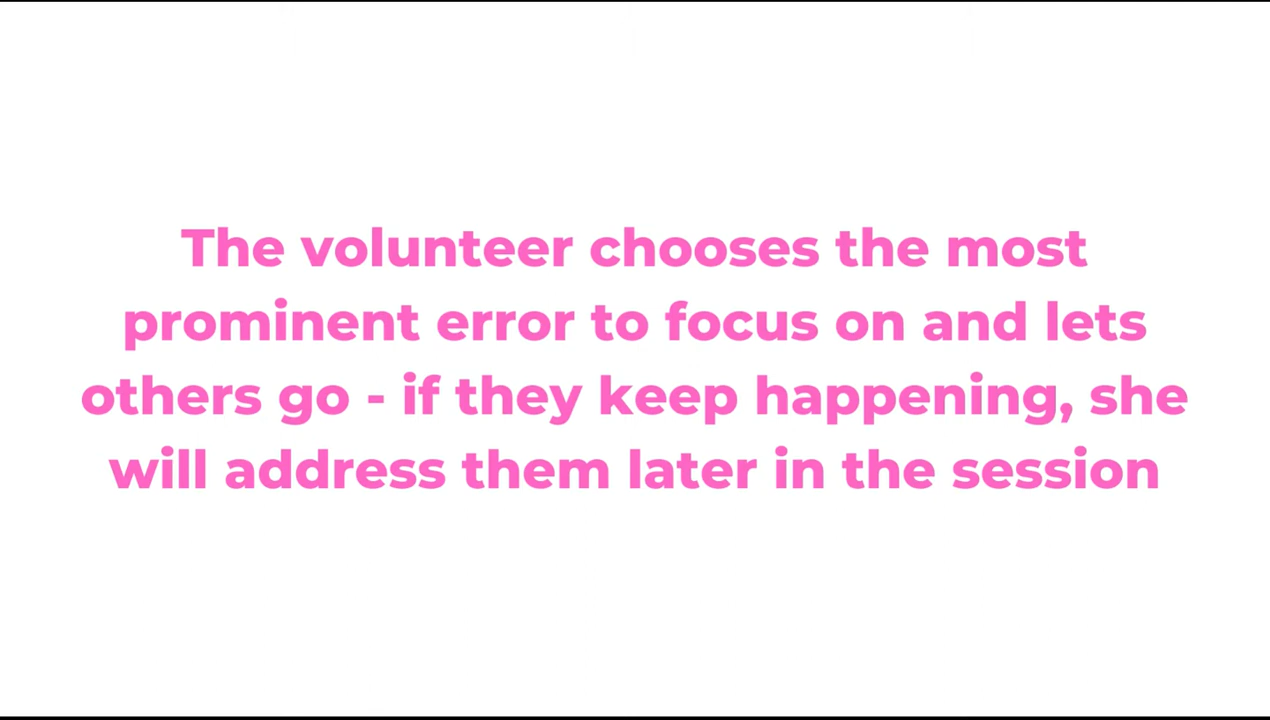 The volunteer chooses the most
prominent error to focus on and lets
others go - if they keep happening, she
will address them later in the session